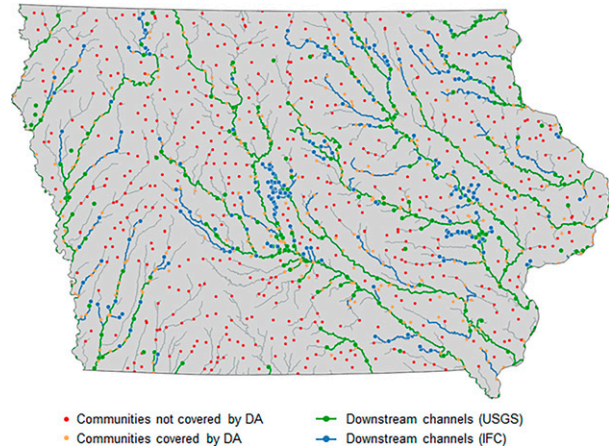 Communities not covered by DA
Downstream channels (USGS)
Communities covered by DA
Downstream channels (IFC)